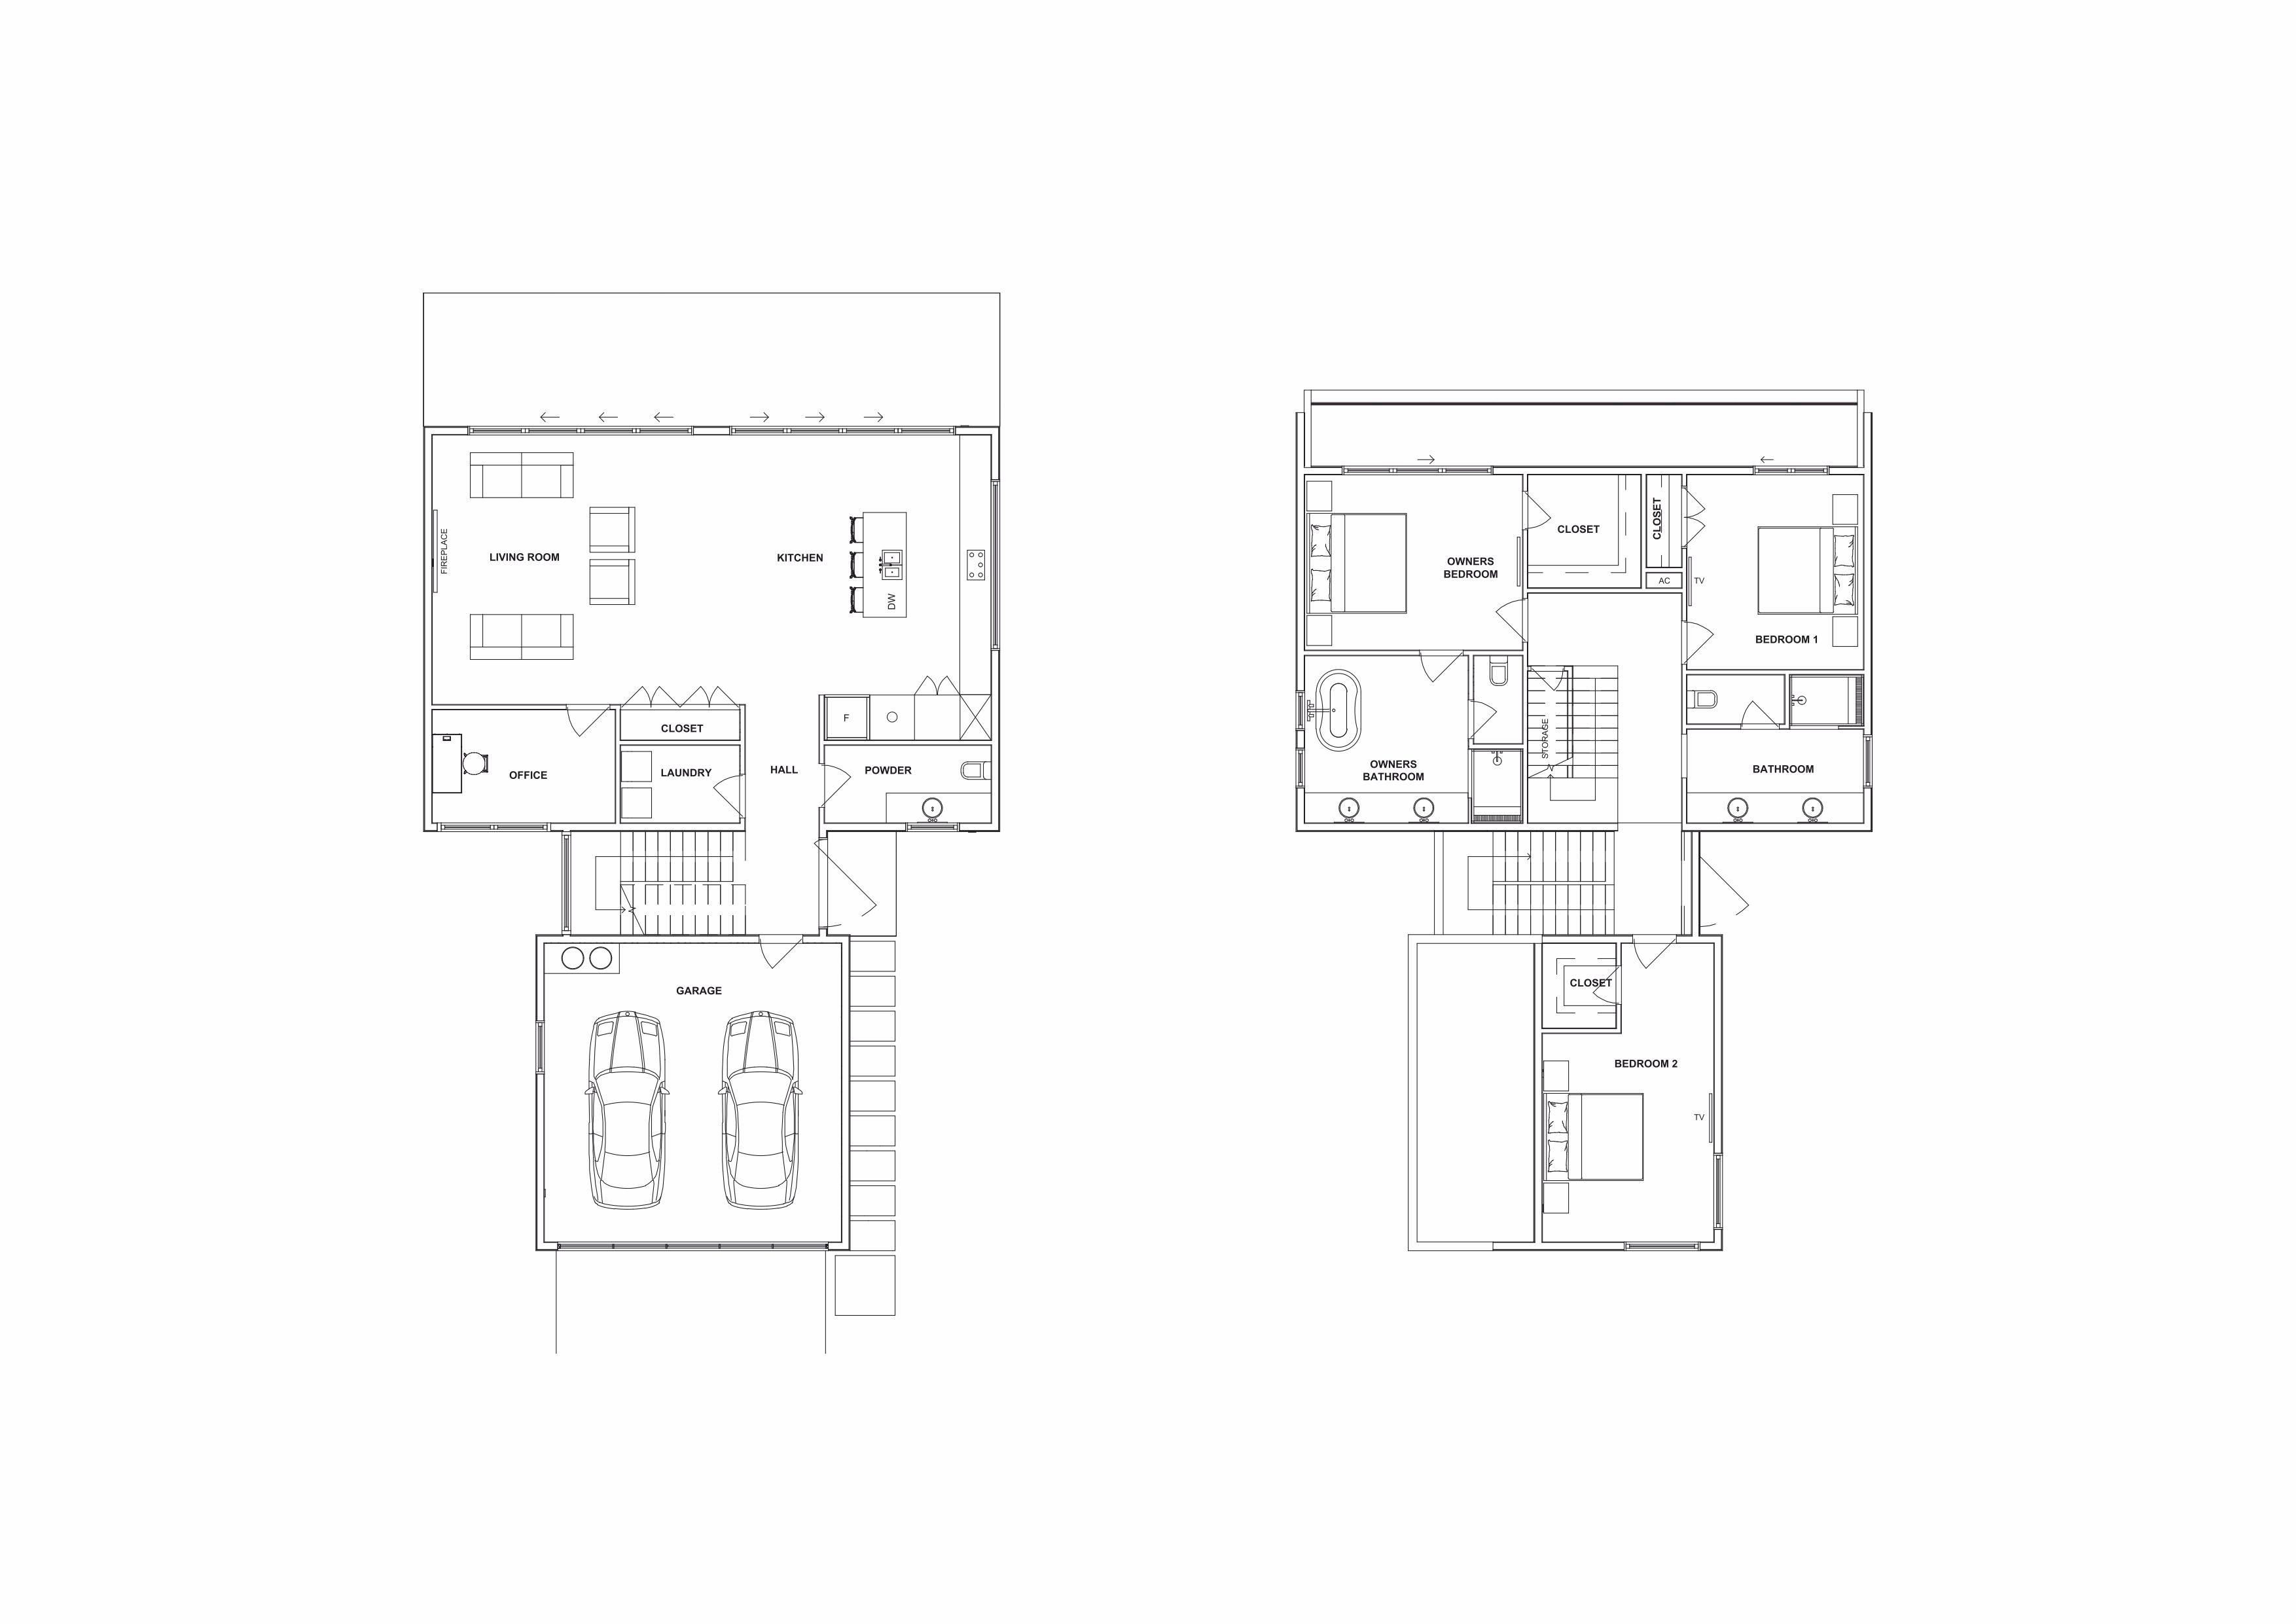 FIREPLACE
LIVING ROOM
KITCHEN
DW
F
CLOSET
OFFICE
LAUNDRY
HALL
POWDER
GARAGE
CLOSET
CLOSET
OWNERS
BEDROOM
AC
TV
BEDROOM 1
STORAGE
OWNERS
BATHROOM
BATHROOM
CLOSET
BEDROOM 2
TV